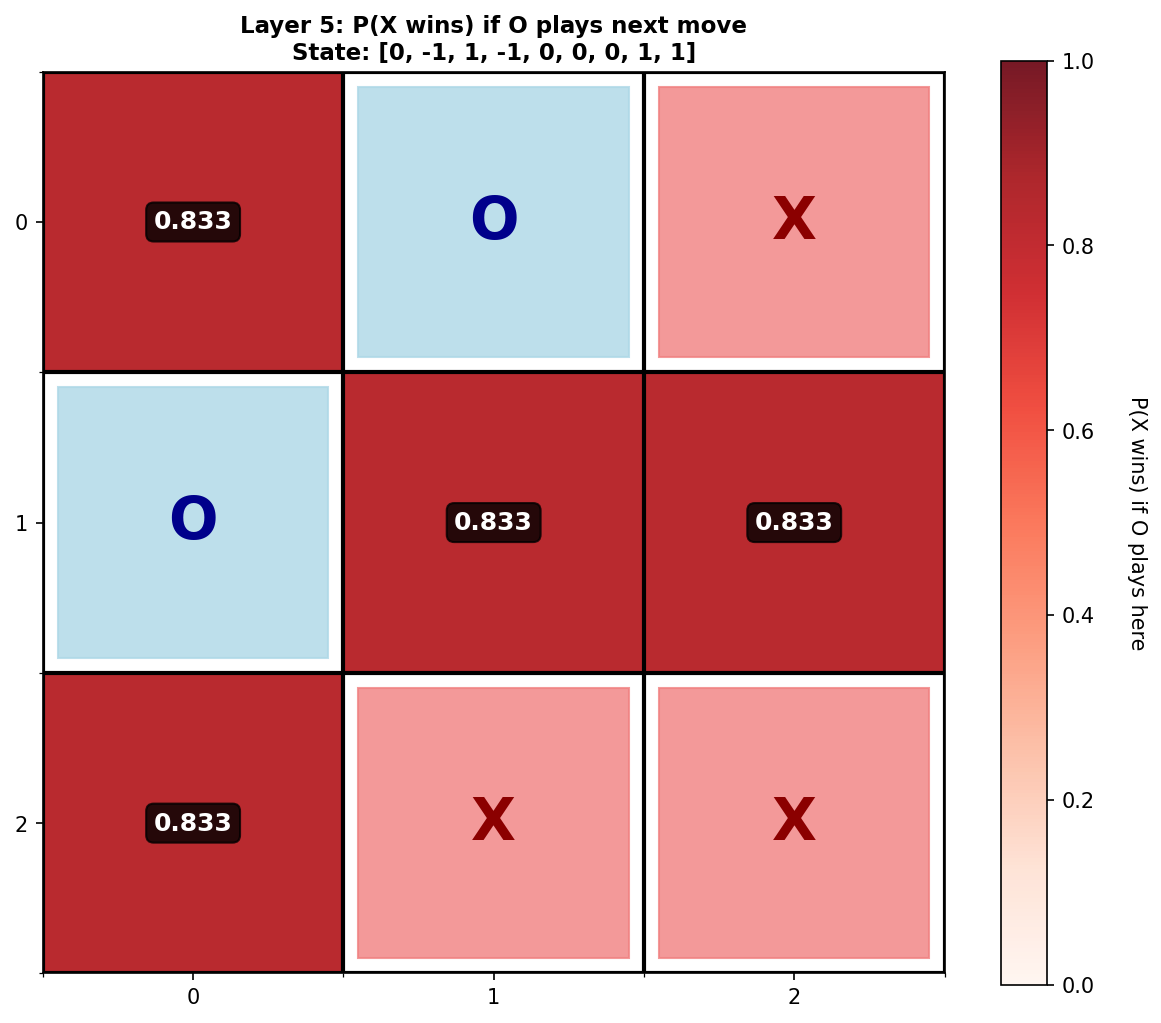 Layer 5: P(X wins) if O plays next move
State: [0, -1, 1, -1, 0, 0, 0, 1, 1]
0
0.833
O
X
1
O
0.833
0.833
2
0.833
X
X
0
1
2
1.0
0.8
0.6
0.4
0.2
0.0
P(X wins) if O plays here